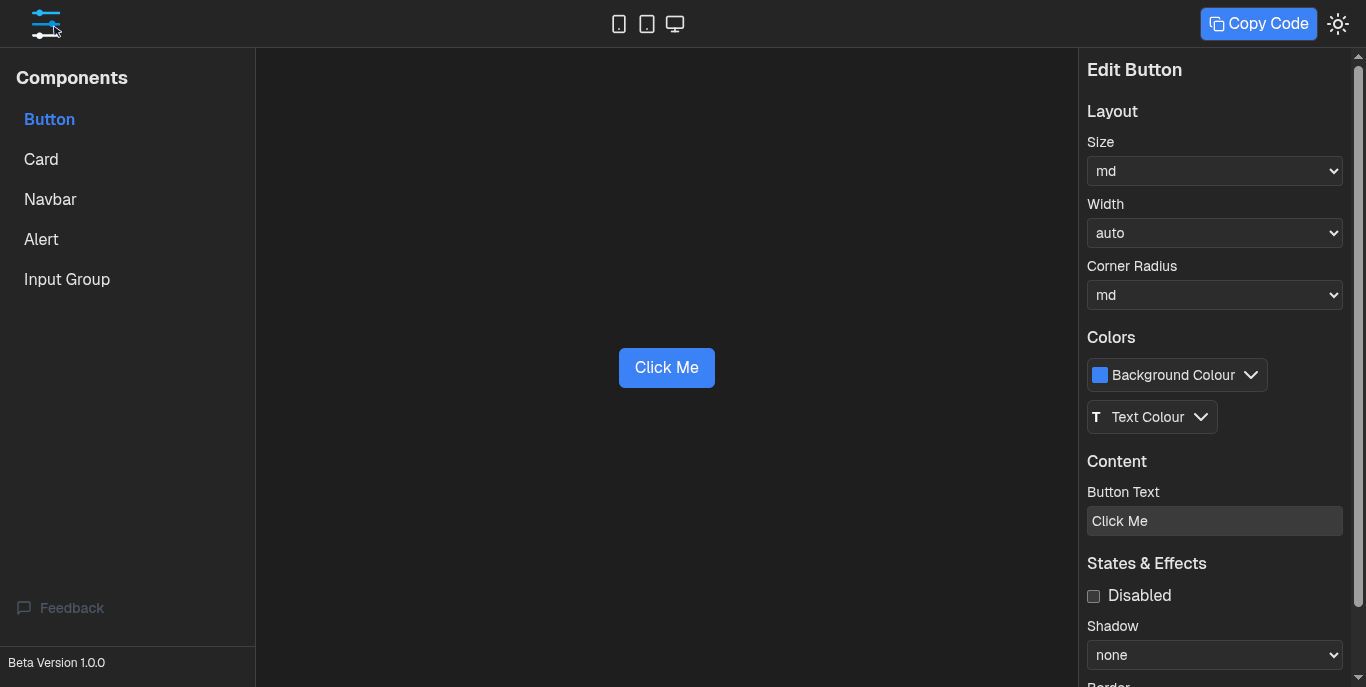 Copy Code
Components
Button
Card
Navbar
Alert
Input Group
Feedback
Beta Version 1.0.0
Click Me
Edit Button
Layout
Size
md
Width
auto
Corner Radius
md
Colors
Background Colour
T Text Colour
Content
Button Text
Click Me
States & Effects
Disabled
Shadow
none
Border